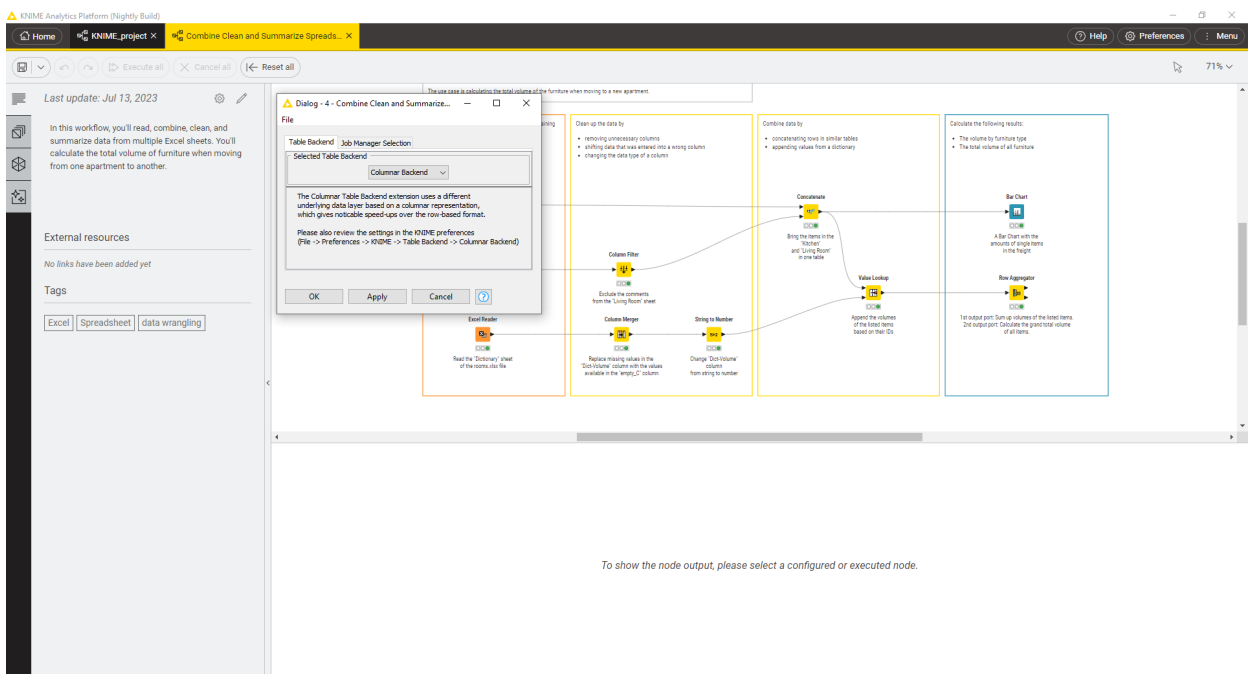 KNIME Analytics Platform (Nightly Build)
Home
KNIME_project
Combine Clean and Summarize Spreads...
Help
Preferences
Menu
Execute all
Cancel all
Reset all
71%
Last update: Jul 13, 2023
In this workflow, you'll read, combine, clean, and
summarize data from multiple Excel sheets. You'll
calculate the total volume of furniture when moving
from one apartment to another.
External resources
No links have been added yet
Tags
Excel
Spreadsheet
data wrangling
Dialog - 4 - Combine Clean and Summarize...
File
Table Backend
Job Manager Selection
Selected Table Backend
Columnar Backend
The Columnar Table Backend extension uses a different
underlying data layer based on a columnar representation,
which gives noticable speed-ups over the row-based format.
Please also review the settings in the KNIME preferences
(File -> Preferences -> KNIME -> Table Backend -> Columnar Backend)
OK
Apply
Cancel
?
The use case is calculating the total volume of the furniture when moving to a new apartment.
Clean up the data by
• removing unnecessary columns
• shifting data that was entered into a wrong column
• changing the data type of a column
Combine data by
• concatenating rows in similar tables
• appending values from a dictionary
Calculate the following results:
• The volume by furniture type
• The total volume of all furniture
Concatenate
Bring the items in the
'Kitchen'
and 'Living Room'
in one table
Bar Chart
A Bar Chart with the
amounts of single items
in the freight
Column Filter
Exclude the comments
from the 'Living Room' sheet
Value Lookup
Append the volumes
of the listed items
based on their IDs
Row Aggregator
1st output port: Sum up volumes of the listed items.
2nd output port: Calculate the grand total volume
of all items.
Excel Reader
Read the 'Dictionary' sheet
of the rooms.xlsx file
Column Merger
Replace missing values in the
"Dict-Volume" column with the values
available in the "empty_C" column
String to Number
Change "Dict-Volume"
column
from string to number
To show the node output, please select a configured or executed node.